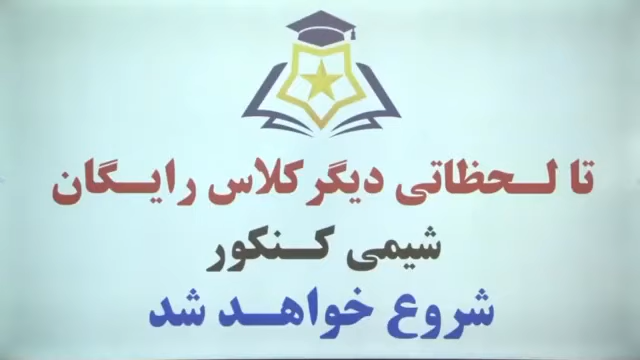 تا لحظاتی دیگر کلاس رایگان
شیمی کنکور
شروع خواهد شد